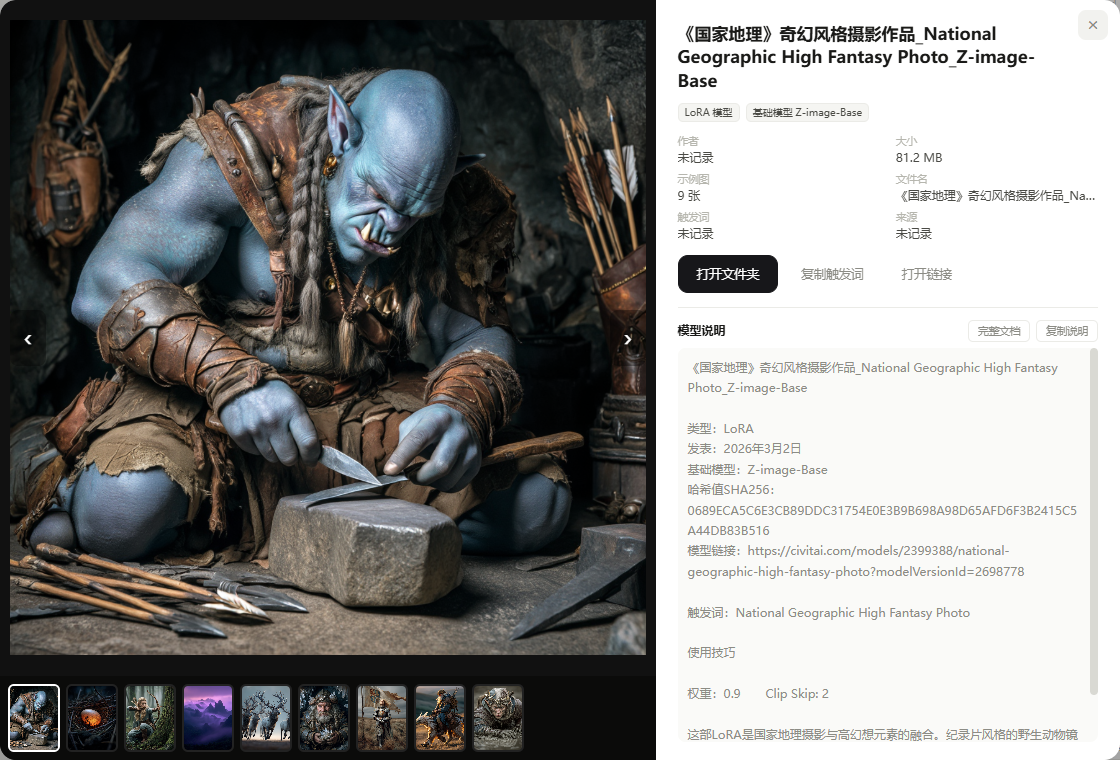 《国家地理》奇幻风格摄影作品_National
Geographic High Fantasy Photo_Z-image-
Base
LoRA 模型
基础模型 Z-image-Base
作者
未记录
大小
81.2 MB
示例图
9 张
文件名
《国家地理》奇幻风格摄影作品_Na...
触发词
未记录
来源
未记录
打开文件夹
复制触发词
打开链接
模型说明
完整文档
复制说明
《国家地理》奇幻风格摄影作品_National Geographic High Fantasy
Photo_Z-image-Base
类型：LoRA
发表：2026年3月2日
基础模型：Z-image-Base
哈希值SHA256：
0689ECA5C6E3CB89DDC31754E0E3B9B698A98D65AFD6F3B2415C5
A44DB83B516
模型链接：https://civitai.com/models/2399388/national-
geographic-high-fantasy-photo?modelVersionId=2698778
触发词：National Geographic High Fantasy Photo
使用技巧
权重：0.9 Clip Skip: 2
这部LoRA是国家地理摄影与高幻想元素的融合。纪录片风格的野生动物镜